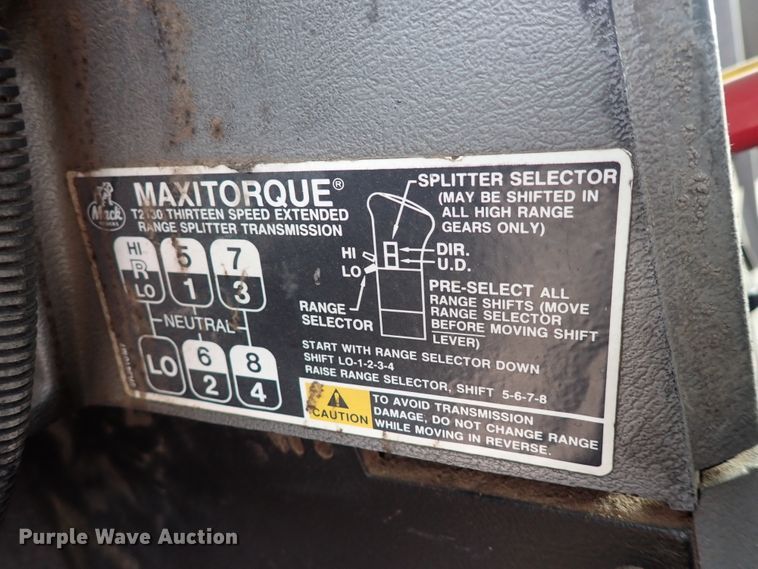 Mack
MAXITORQUE®
T2130 THIRTEEN SPEED EXTENDED
RANGE SPLITTER TRANSMISSION
HI
R
LO
5
1
7
3
NEUTRAL
LO
6
2
8
4
SPLITTER SELECTOR
(MAY BE SHIFTED IN
ALL HIGH RANGE
GEARS ONLY)
HI
LO
DIR.
U.D.
RANGE
SELECTOR
PRE-SELECT ALL
RANGE SHIFTS (MOVE
RANGE SELECTOR
BEFORE MOVING SHIFT
LEVER)
START WITH RANGE SELECTOR DOWN
SHIFT LO-1-2-3-4
RAISE RANGE SELECTOR, SHIFT 5-6-7-8
CAUTION
TO AVOID TRANSMISSION
DAMAGE, DO NOT CHANGE RANGE
WHILE MOVING IN REVERSE.
Purple Wave Auction